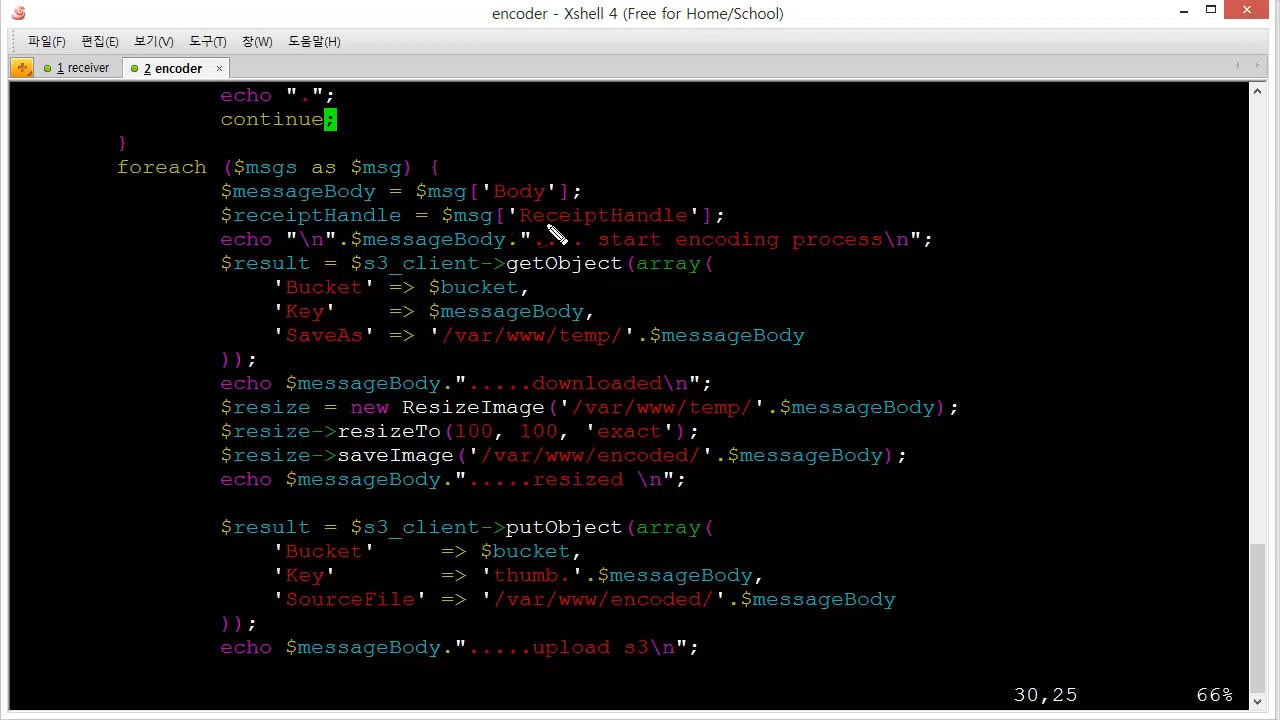 encoder - Xshell 4 (Free for Home/School)
파일(F) 편집(E) 보기(V) 도구(T) 창(W) 도움말(H)
1 receiver 2 encoder
echo ".";
continue;
}
foreach ($msgs as $msg) {
$messageBody = $msg['Body'];
$receiptHandle = $msg['ReceiptHandle'];
echo "\n".$messageBody."..... start encoding process\n";
$result = $s3_client->getObject(array(
'Bucket' => $bucket,
'Key' => $messageBody,
'SaveAs' => '/var/www/temp/'.$messageBody
));
echo $messageBody.".....downloaded\n";
$resize = new ResizeImage('/var/www/temp/'.$messageBody);
$resize->resizeTo(100, 100, 'exact');
$resize->saveImage('/var/www/encoded/'.$messageBody);
echo $messageBody.".....resized \n";
$result = $s3_client->putObject(array(
'Bucket' => $bucket,
'Key' => 'thumb.'.$messageBody,
'SourceFile' => '/var/www/encoded/'.$messageBody
));
echo $messageBody.".....upload s3\n";
30,25 66%